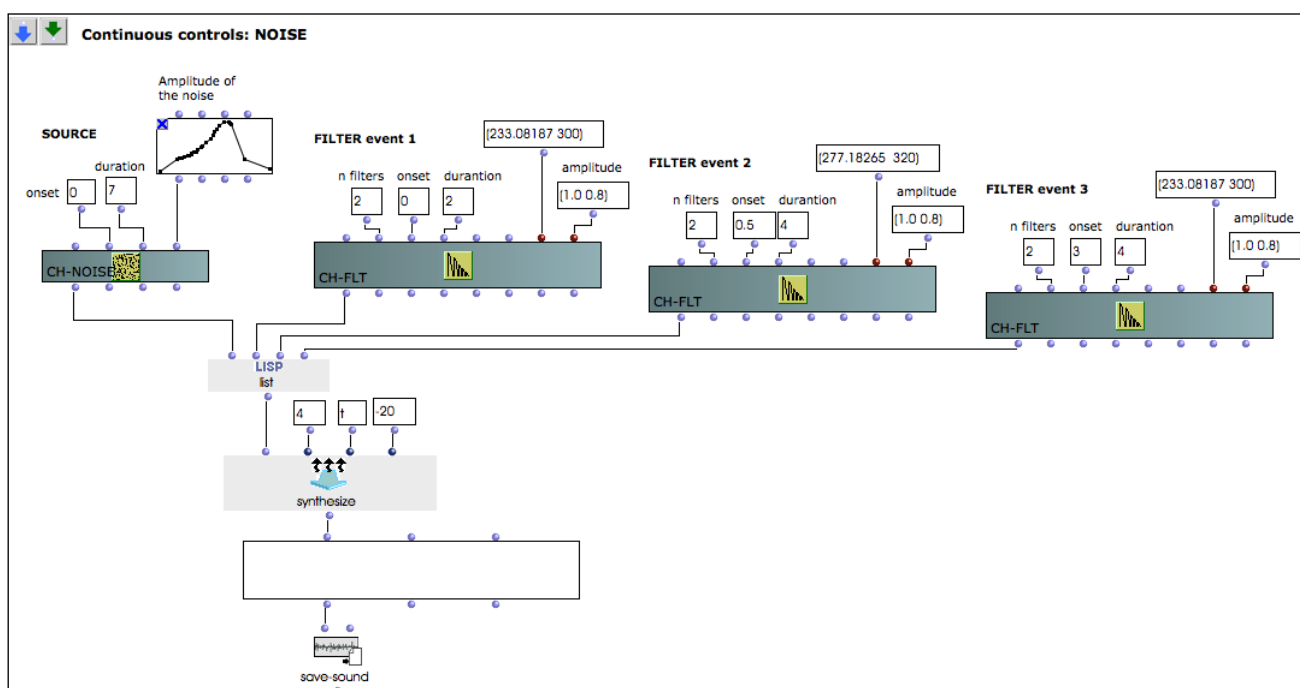 Continuous controls: NOISE
Amplitude of
the noise
SOURCE
duration
onset
0
7
CH-NOISE
FILTER event 1
(233.08187 300)
n filters
onset
durantion
amplitude
2
0
2
(1.0 0.8)
CH-FLT
FILTER event 2
(277.18265  320)
n filters
onset
durantion
amplitude
2
0.5
4
(1.0 0.8)
CH-FLT
FILTER event 3
(233.08187 300)
n filters
onset
durantion
amplitude
2
3
4
(1.0 0.8)
CH-FLT
LISP
list
4
t
-20
synthesize
save-sound